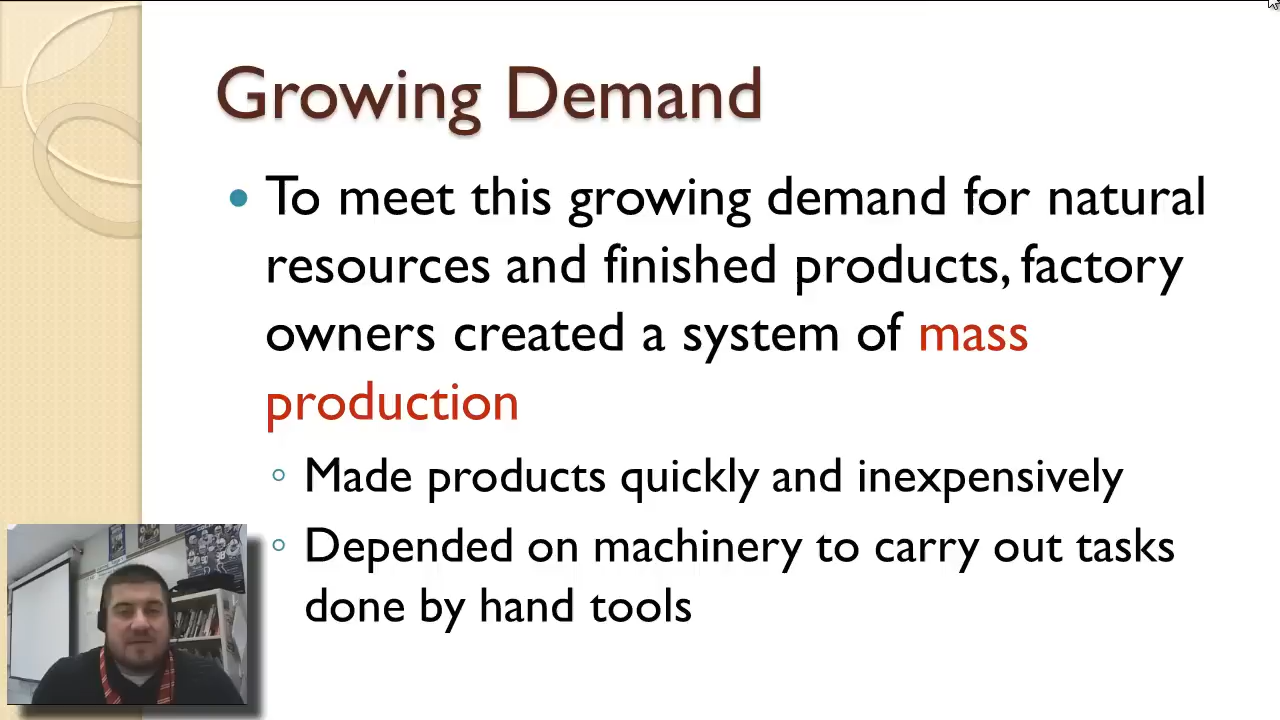 Growing Demand
• To meet this growing demand for natural
resources and finished products, factory
owners created a system of mass
production
◦ Made products quickly and inexpensively
◦ Depended on machinery to carry out tasks
done by hand tools